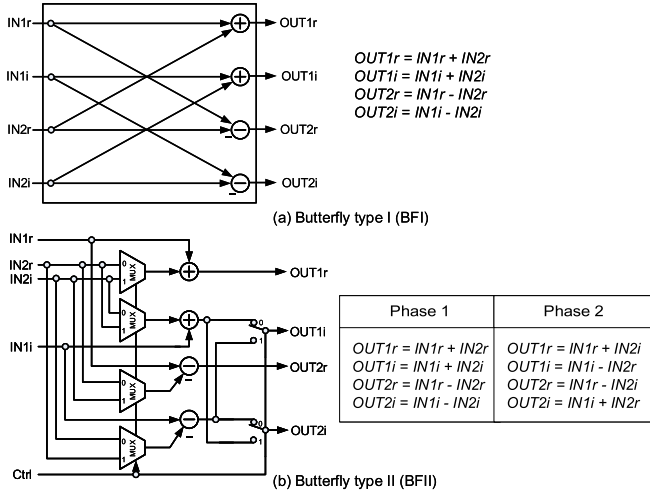 IN1r
OUT1r
IN1i
OUT1i
IN2r
OUT2r
−
IN2i
OUT2i
−
OUT1r = IN1r + IN2r
OUT1i = IN1i + IN2i
OUT2r = IN1r - IN2r
OUT2i = IN1i - IN2i
(a) Butterfly type I (BFI)
IN1r
IN2r
IN2i
0
1
MUX
OUT1r
0
1
MUX
0
1
OUT1i
IN1i
OUT2r
0
1
MUX
−
0
1
OUT2i
0
1
MUX
−
Ctrl
(b) Butterfly type II (BFII)
Phase 1
Phase 2
OUT1r = IN1r + IN2r
OUT1i = IN1i + IN2i
OUT2r = IN1r - IN2r
OUT2i = IN1i - IN2i
OUT1r = IN1r + IN2i
OUT1i = IN1i - IN2r
OUT2r = IN1r - IN2i
OUT2i = IN1i + IN2r